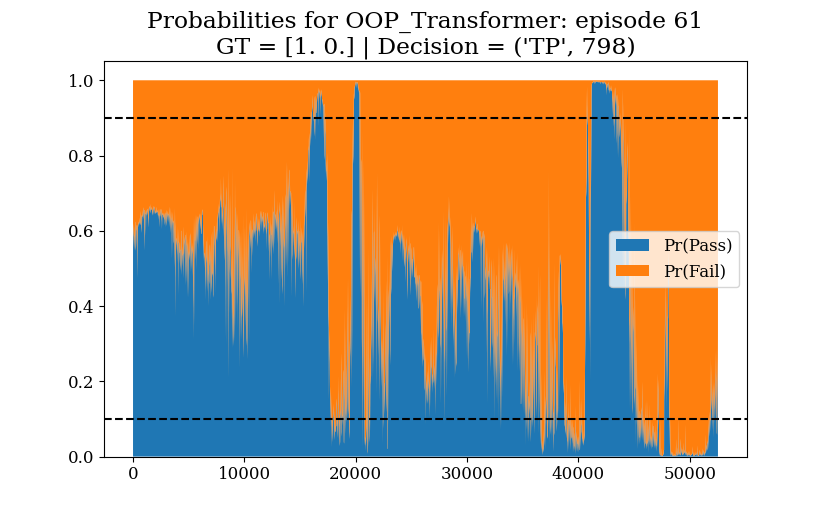 Probabilities for OOP_Transformer: episode 61
GT = [1. 0.] | Decision = ('TP', 798)
1.0
0.8
0.6
0.4
0.2
0.0
Pr(Pass)
Pr(Fail)
0 10000 20000 30000 40000 50000